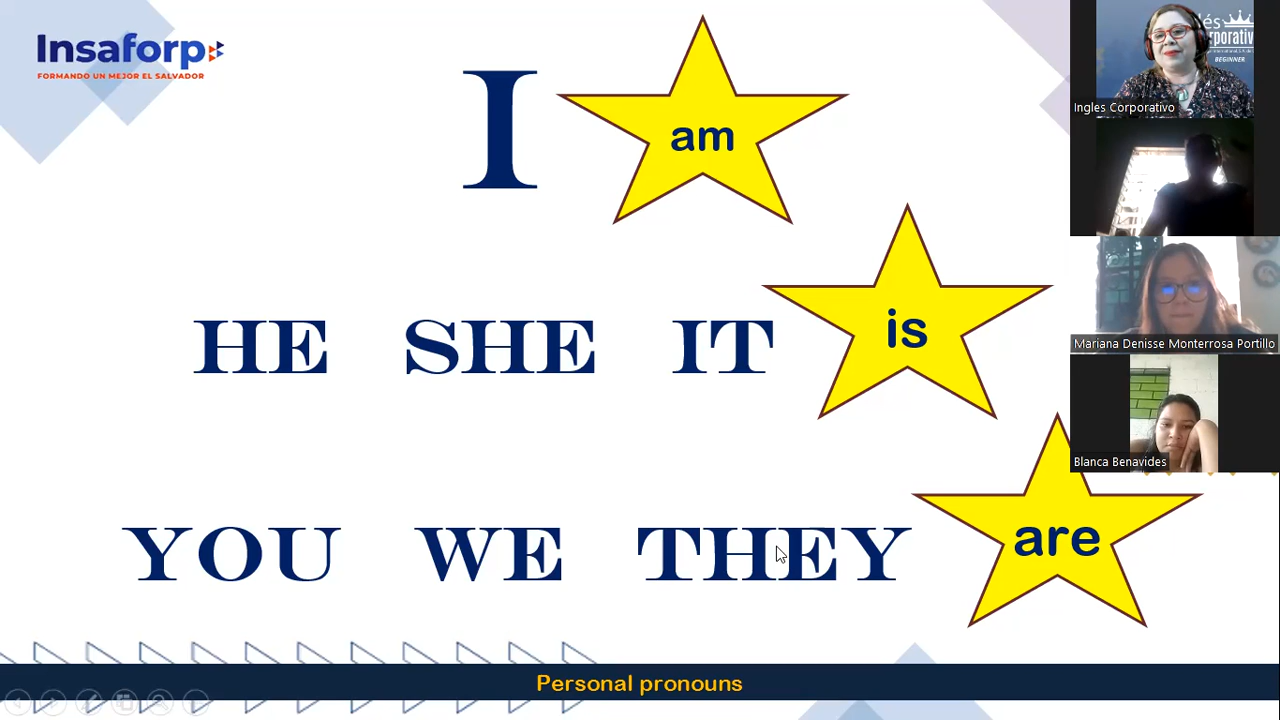 Insaforp
FORMANDO UN MEJOR EL SALVADOR
I am
HE SHE IT is
YOU WE THEY are
Personal pronouns
Ingles Corporativo
BEGINNER
Mariana Denisse Monterrosa Portillo
Blanca Benavides